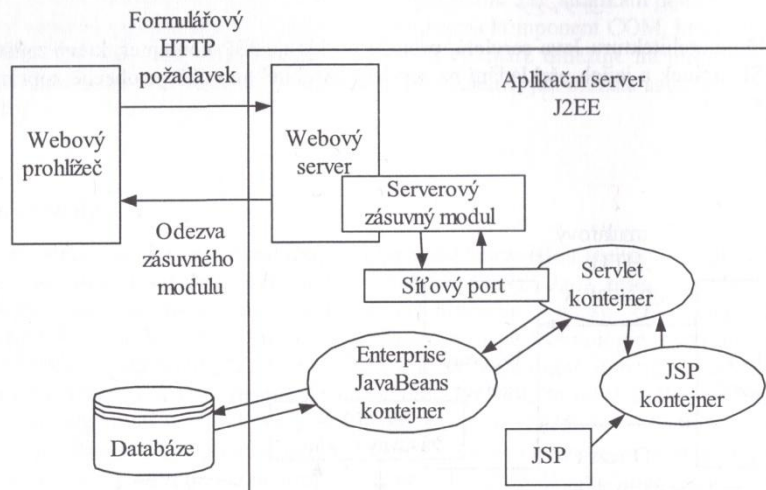 Formulářový
HTTP
požadavek
Aplikační server
J2EE
Webový
prohlížeč
Webový
server
Serverový
zásuvný modul
Odezva
zásuvného
modulu
Síťový port
Servlet
kontejner
Enterprise
JavaBeans
kontejner
JSP
kontejner
Databáze
JSP